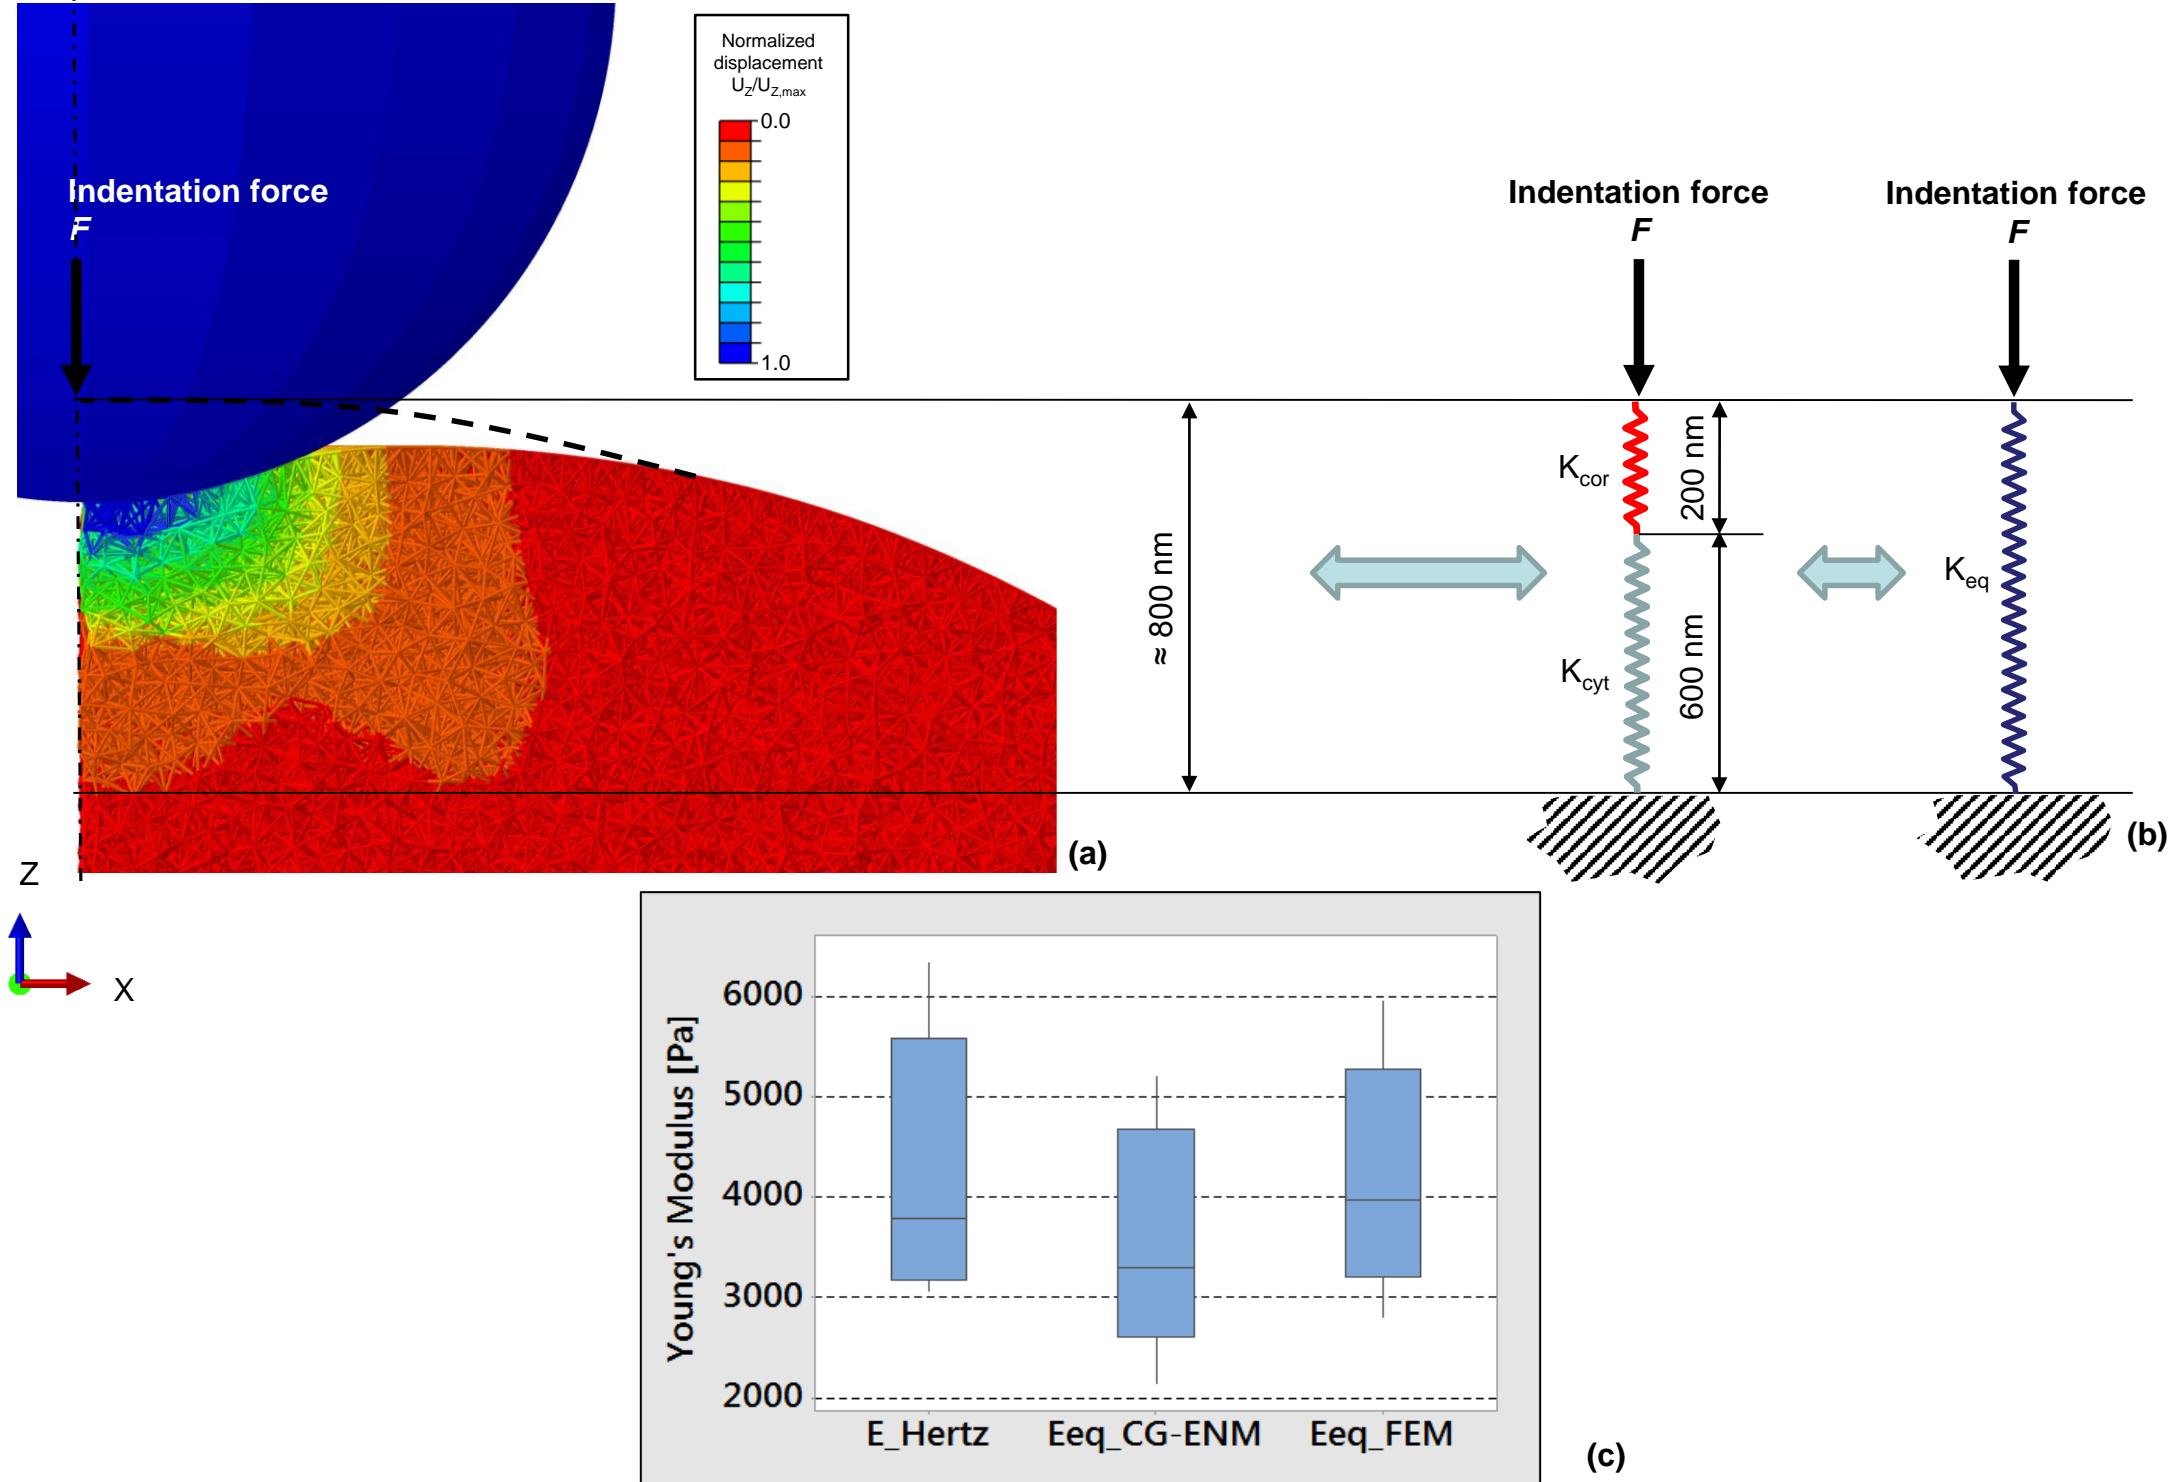 Normalized
displacement
U_Z/U_Z,max
0.0
1.0
Indentation force
F
Indentation force
F
Indentation force
F
K_cor
200 nm
≈ 800 nm
K_cyt
600 nm
K_eq
(a)
(b)
Z
X
Young's Modulus [Pa]
6000
5000
4000
3000
2000
E_Hertz
Eeq_CG-ENM
Eeq_FEM
(c)